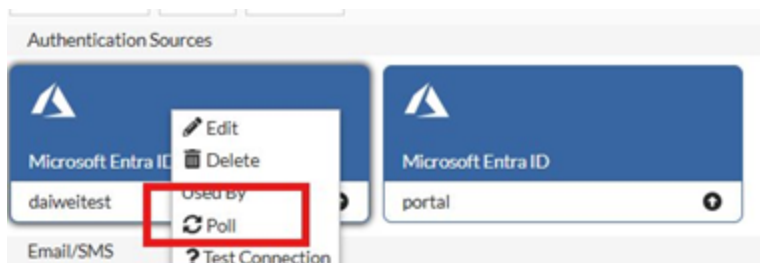 Authentication Sources
Edit
Microsoft Entra ID
Delete
Microsoft Entra ID
daiweitest
Used By
portal
Poll
Email/SMS
? Test Connection